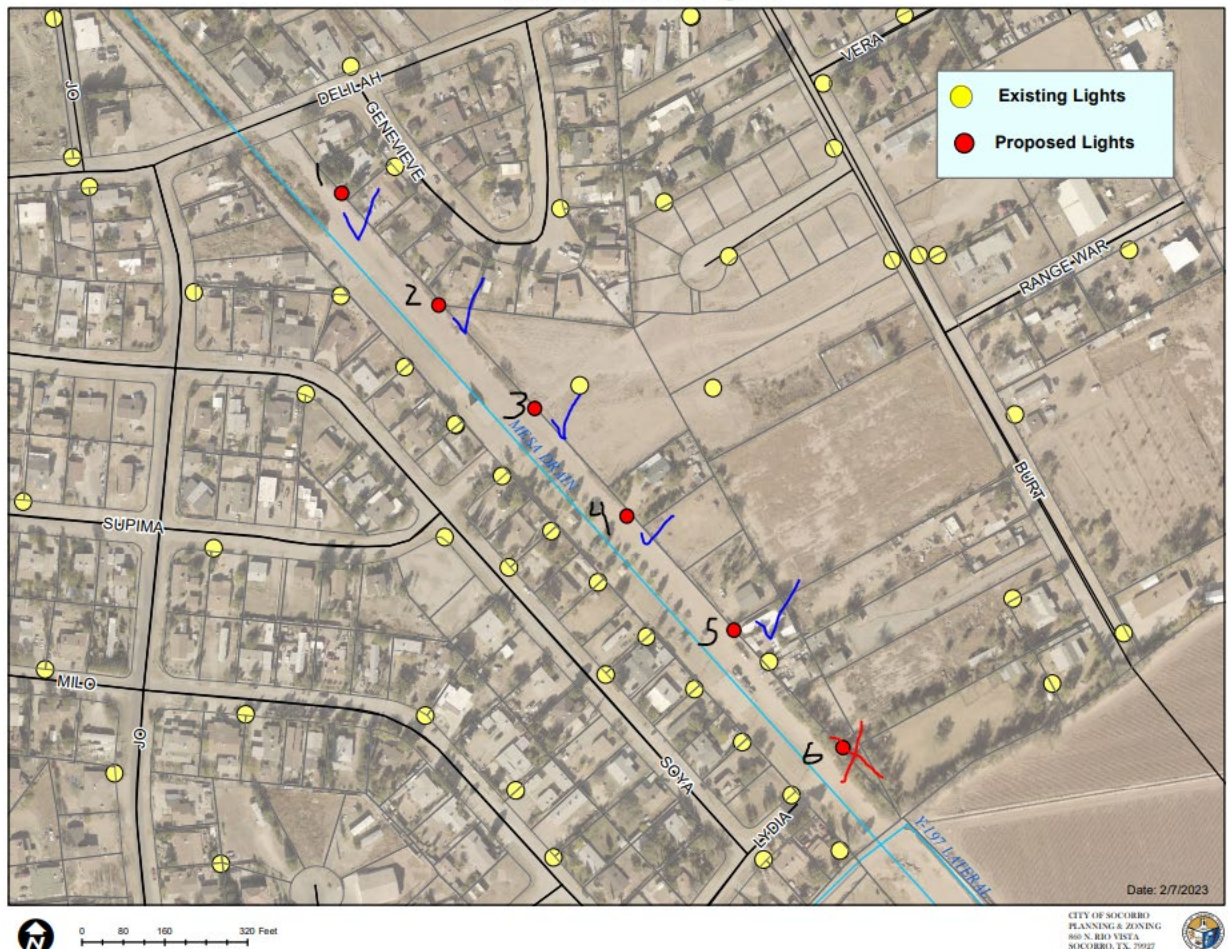 VERA
JO
DELILAH
GENEVIEVE
Existing Lights
Proposed Lights
1
2
RANGE WAR
3
MESA DRAIN
BURT
4
SUPIMA
5
MILO
JO
6
SOYA
LYDIA
Y-197 LATERAL
Date: 2/7/2023
N
0 80 160 320 Feet
CITY OF SOCORRO
PLANNING & ZONING
860 N. RIO VISTA
SOCORRO, TX. 79927